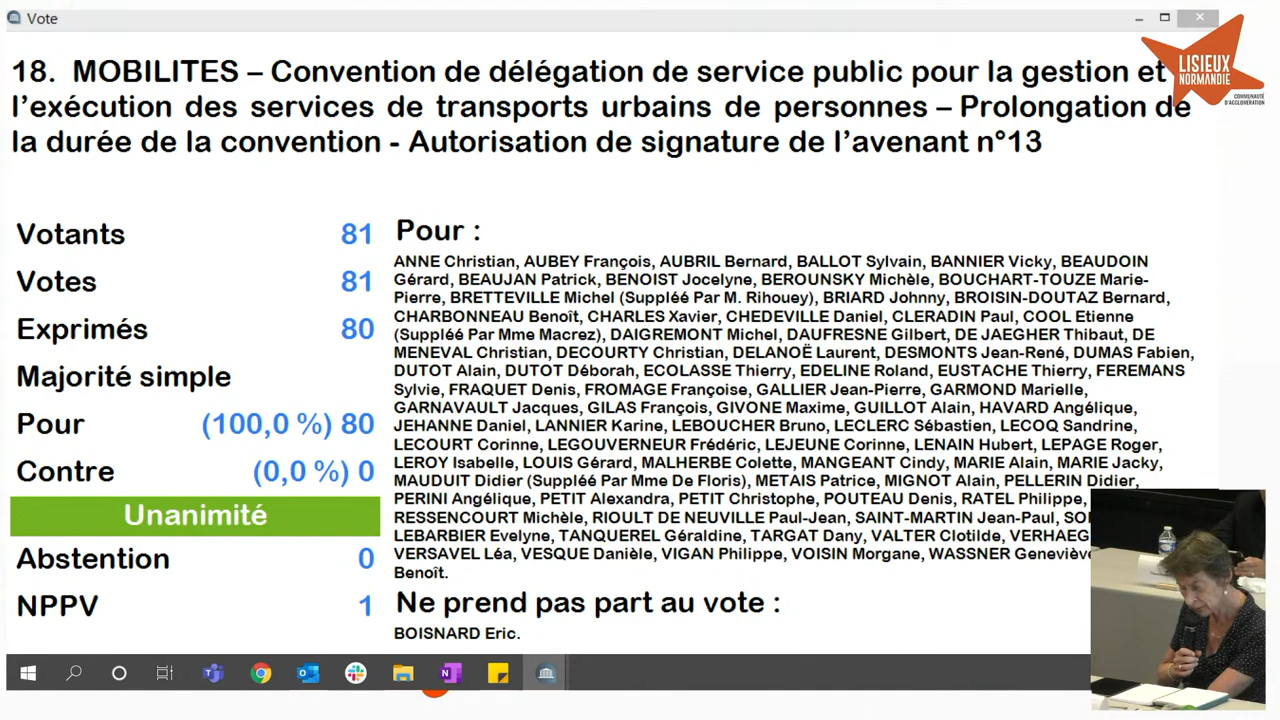 Vote
18. MOBILITES – Convention de délégation de service public pour la gestion et
l’exécution des services de transports urbains de personnes – Prolongation de
la durée de la convention - Autorisation de signature de l’avenant n°13
LISIEUX
NORMANDIE
COMMUNAUTÉ
D'AGGLOMÉRATION
Votants 81
Votes 81
Exprimés 80
Majorité simple
Pour (100,0 %) 80
Contre (0,0 %) 0
Unanimité
Abstention 0
NPPV 1
Pour :
ANNE Christian, AUBEY François, AUBRIL Bernard, BALLOT Sylvain, BANNIER Vicky, BEAUDOIN
Gérard, BEAUJAN Patrick, BENOIST Jocelyne, BEROUNSKY Michèle, BOUCHART-TOUZE Marie-
Pierre, BRETTEVILLE Michel (Suppléé Par M. Rihouey), BRIARD Johnny, BROISIN-DOUTAZ Bernard,
CHARBONNEAU Benoît, CHARLES Xavier, CHEDEVILLE Daniel, CLERADIN Paul, COOL Etienne
(Suppléé Par Mme Macrez), DAIGREMONT Michel, DAUFRESNE Gilbert, DE JAEGHER Thibaut, DE
MENEVAL Christian, DECOURTY Christian, DELANOË Laurent, DESMONTS Jean-René, DUMAS Fabien,
DUTOT Alain, DUTOT Déborah, ECOLASSE Thierry, EDELINE Roland, EUSTACHE Thierry, FEREMANS
Sylvie, FRAQUET Denis, FROMAGE Françoise, GALLIER Jean-Pierre, GARMOND Marielle,
GARNAVAULT Jacques, GILAS François, GIVONE Maxime, GUILLOT Alain, HAVARD Angélique,
JEHANNE Daniel, LANNIER Karine, LEBOUCHER Bruno, LECLERC Sébastien, LECOQ Sandrine,
LECOURT Corinne, LEGOUVERNEUR Frédéric, LEJEUNE Corinne, LENAIN Hubert, LEPAGE Roger,
LEROY Isabelle, LOUIS Gérard, MALHERBE Colette, MANGEANT Cindy, MARIE Alain, MARIE Jacky,
MAUDUIT Didier (Suppléé Par Mme De Floris), METAIS Patrice, MIGNOT Alain, PELLERIN Didier,
PERINI Angélique, PETIT Alexandra, PETIT Christophe, POUTEAU Denis, RATEL Philippe,
RESSENCOURT Michèle, RIOULT DE NEUVILLE Paul-Jean, SAINT-MARTIN Jean-Paul,
LEBARBIER Evelyne, TANQUEREL Géraldine, TARGAT Dany, VALTER Clotilde,
VERSAVEL Léa, VESQUE Danièle, VIGAN Philippe, VOISIN Morgane, WASSNER Geneviève
Benoît.
Ne prend pas part au vote :
BOISNARD Eric.